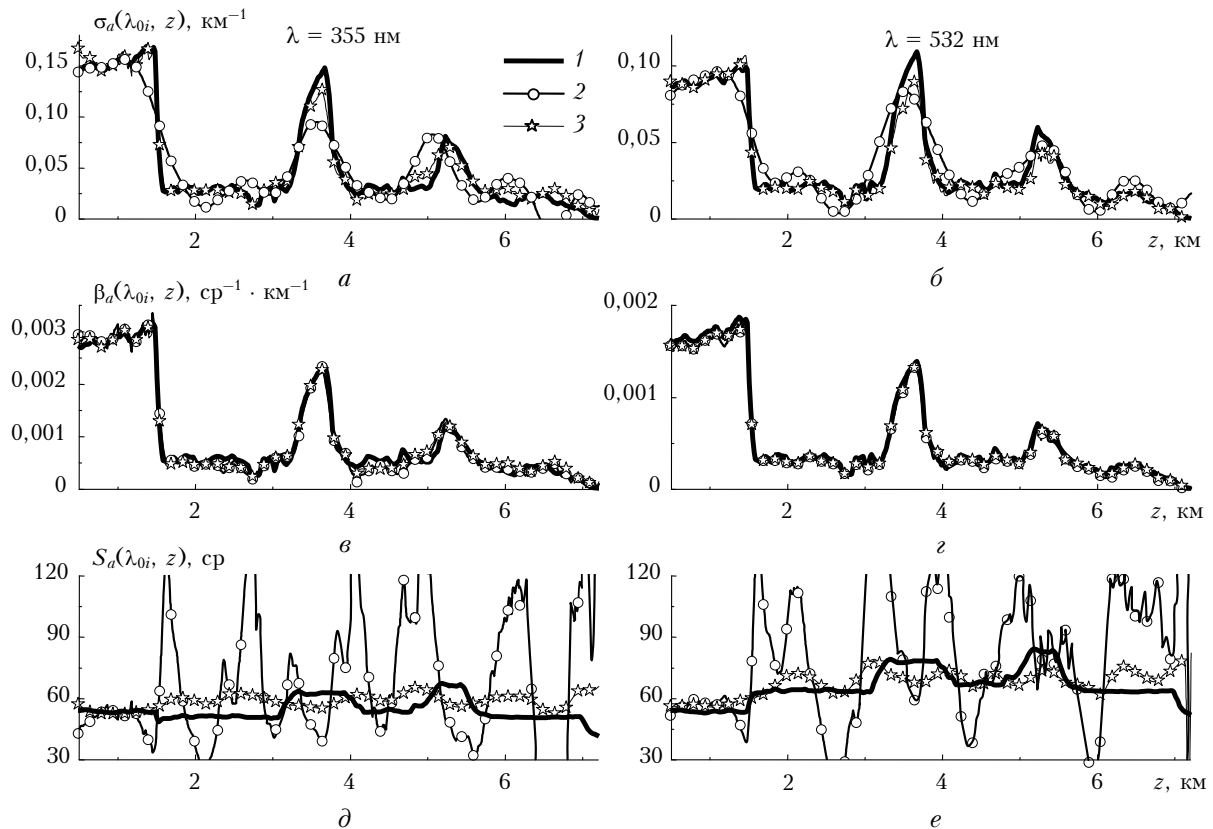 σa(λ0i, z), км−1
λ = 355 нм
λ = 532 нм
0,15
0,10
0,05
0
1
2
3
2 4 6
0,10
0,05
0
2 4 6 z, км
а
б
βa(λ0i, z), ср−1 · км−1
0,003
0,002
0,001
0
2 4 6
0,002
0,001
0
2 4 6 z, км
в
г
Sa(λ0i, z), ср
120
90
60
30
2 4 6
120
90
60
30
2 4 6 z, км
д
е